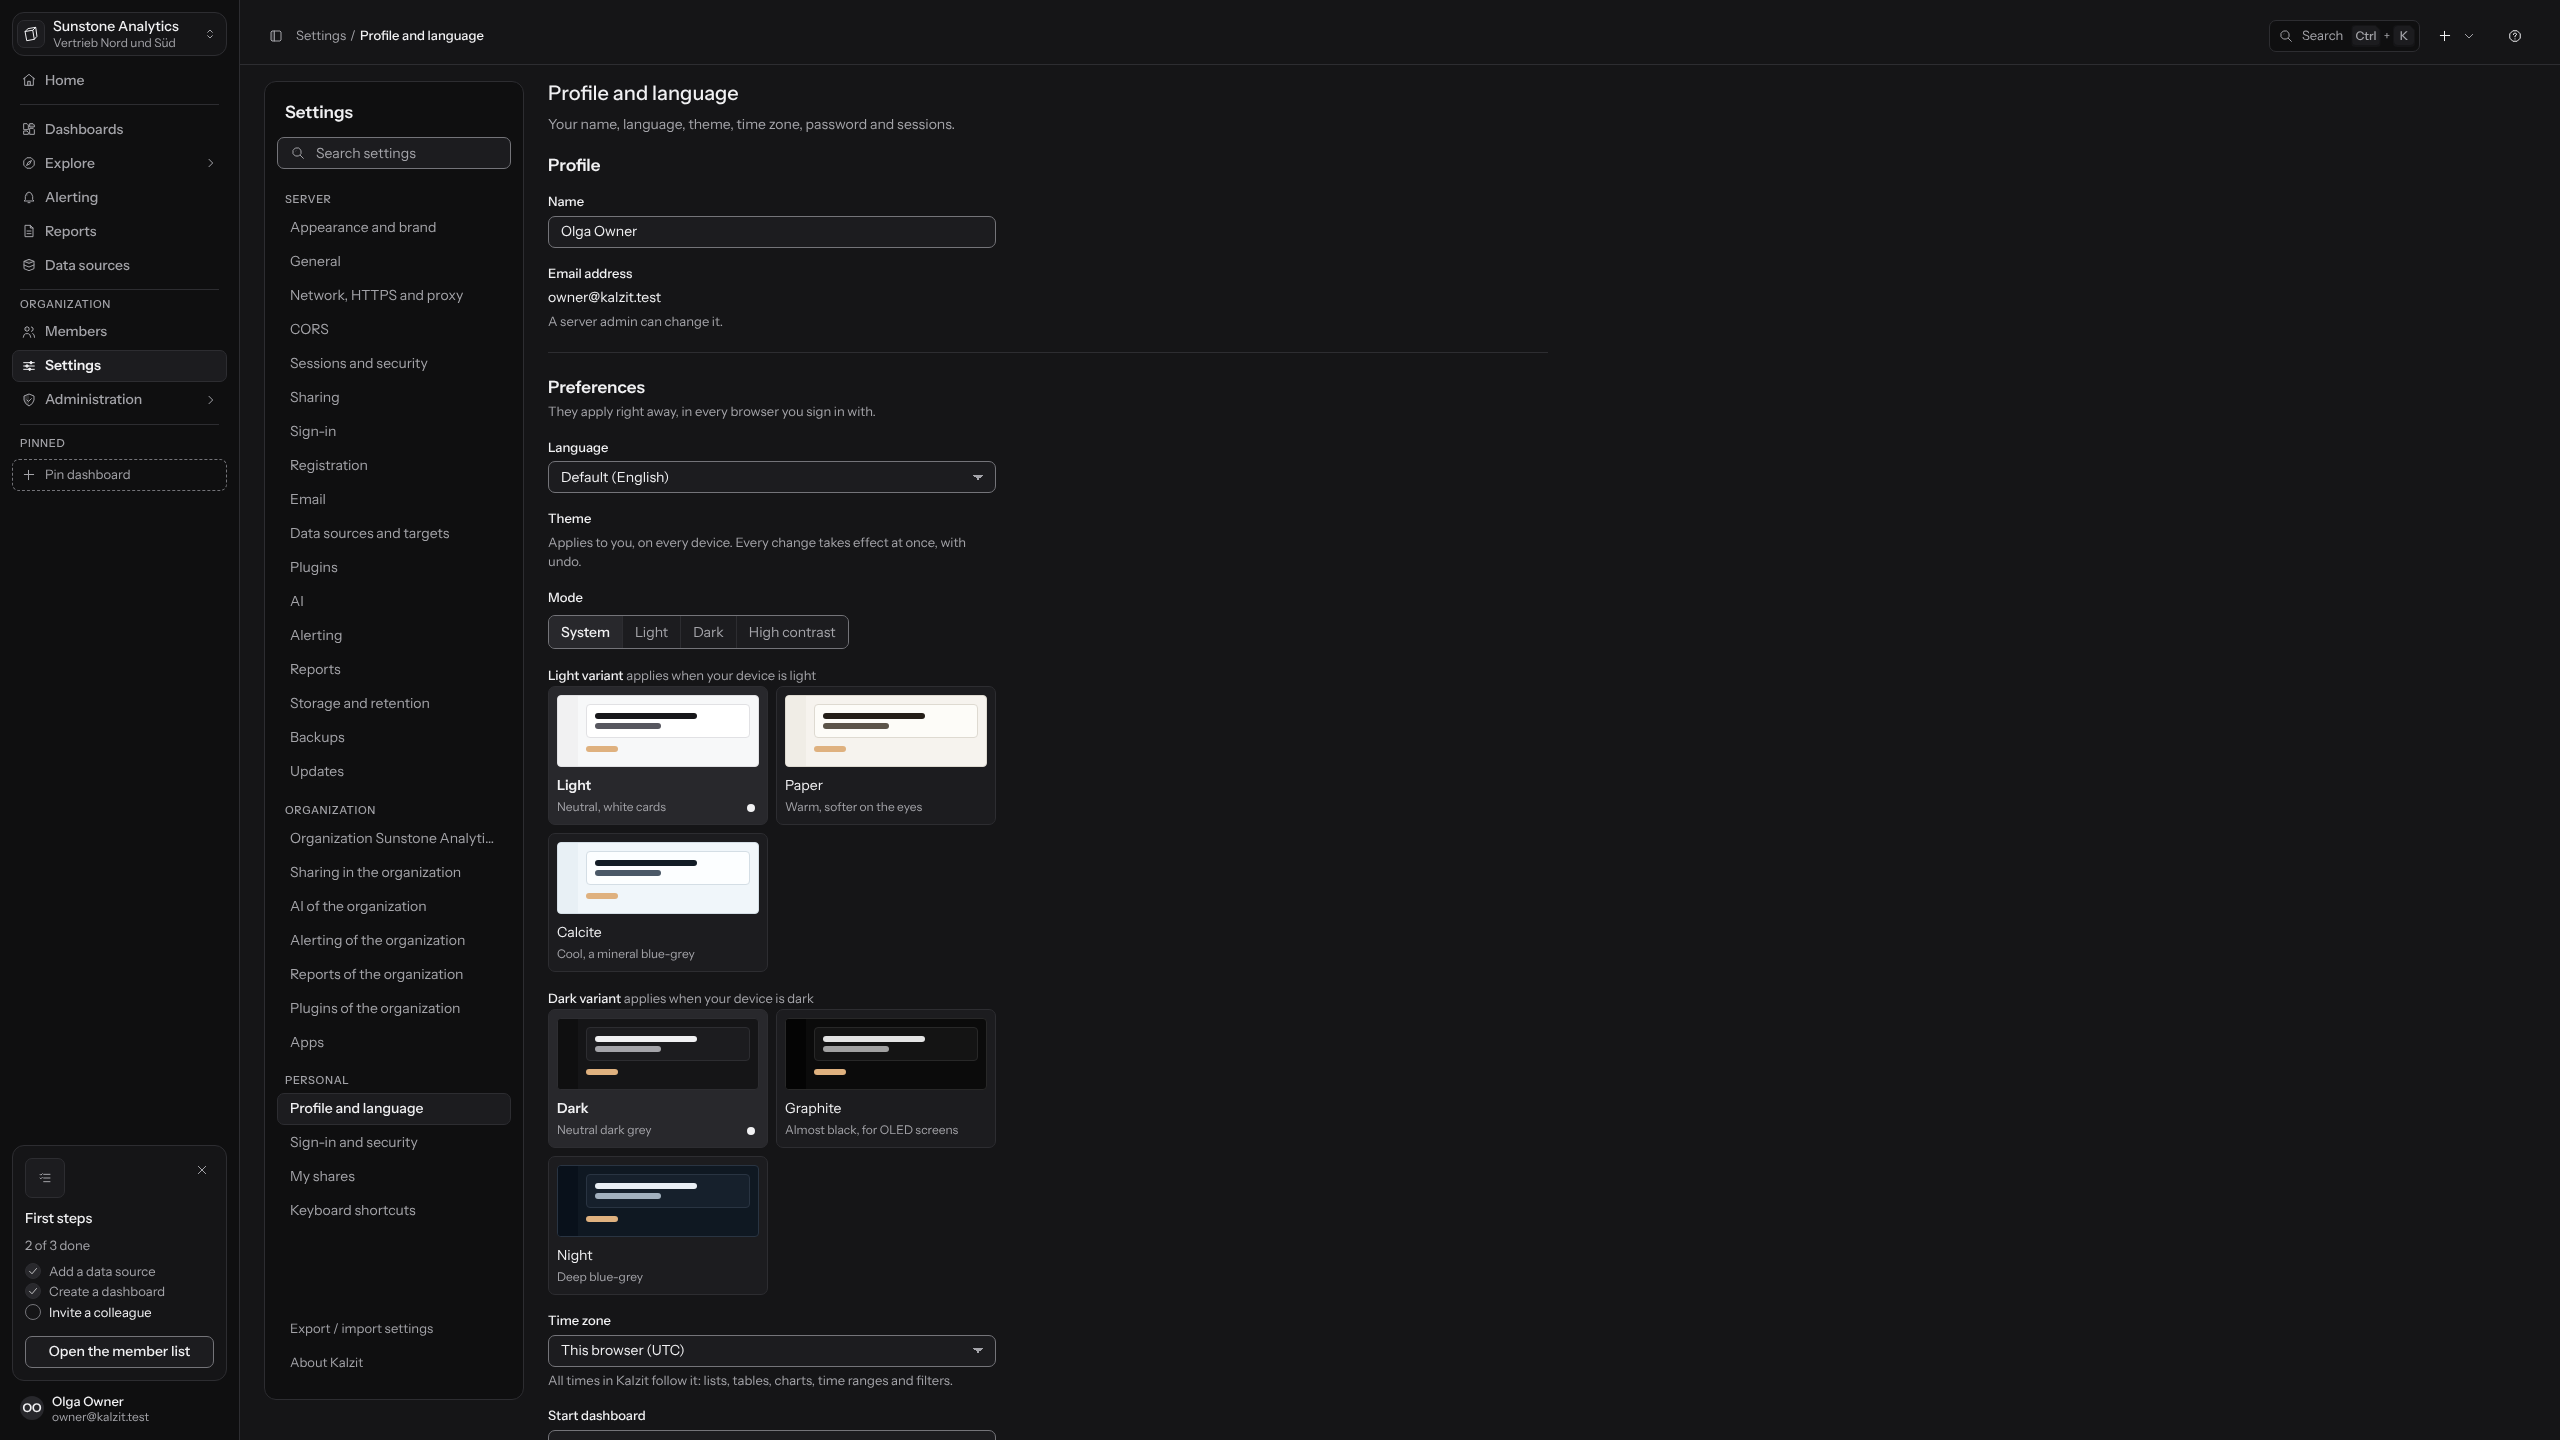 Sunstone Analytics
Vertrieb Nord und Süd
Home
Dashboards
Explore
Alerting
Reports
Data sources
ORGANIZATION
Members
Settings
Administration
PINNED
Pin dashboard
First steps
2 of 3 done
Add a data source
Create a dashboard
Invite a colleague
Open the member list
OO
Olga Owner
owner@kalzit.test
Settings / Profile and language
Search Ctrl + K
Settings
Search settings
SERVER
Appearance and brand
General
Network, HTTPS and proxy
CORS
Sessions and security
Sharing
Sign-in
Registration
Email
Data sources and targets
Plugins
AI
Alerting
Reports
Storage and retention
Backups
Updates
ORGANIZATION
Organization Sunstone Analyti...
Sharing in the organization
AI of the organization
Alerting of the organization
Reports of the organization
Plugins of the organization
Apps
PERSONAL
Profile and language
Sign-in and security
My shares
Keyboard shortcuts
Export / import settings
About Kalzit
Profile and language
Your name, language, theme, time zone, password and sessions.
Profile
Name
Olga Owner
Email address
owner@kalzit.test
A server admin can change it.
Preferences
They apply right away, in every browser you sign in with.
Language
Default (English)
Theme
Applies to you, on every device. Every change takes effect at once, with
undo.
Mode
System Light Dark High contrast
Light variant applies when your device is light
Light
Neutral, white cards
Paper
Warm, softer on the eyes
Calcite
Cool, a mineral blue-grey
Dark variant applies when your device is dark
Dark
Neutral dark grey
Graphite
Almost black, for OLED screens
Night
Deep blue-grey
Time zone
This browser (UTC)
All times in Kalzit follow it: lists, tables, charts, time ranges and filters.
Start dashboard